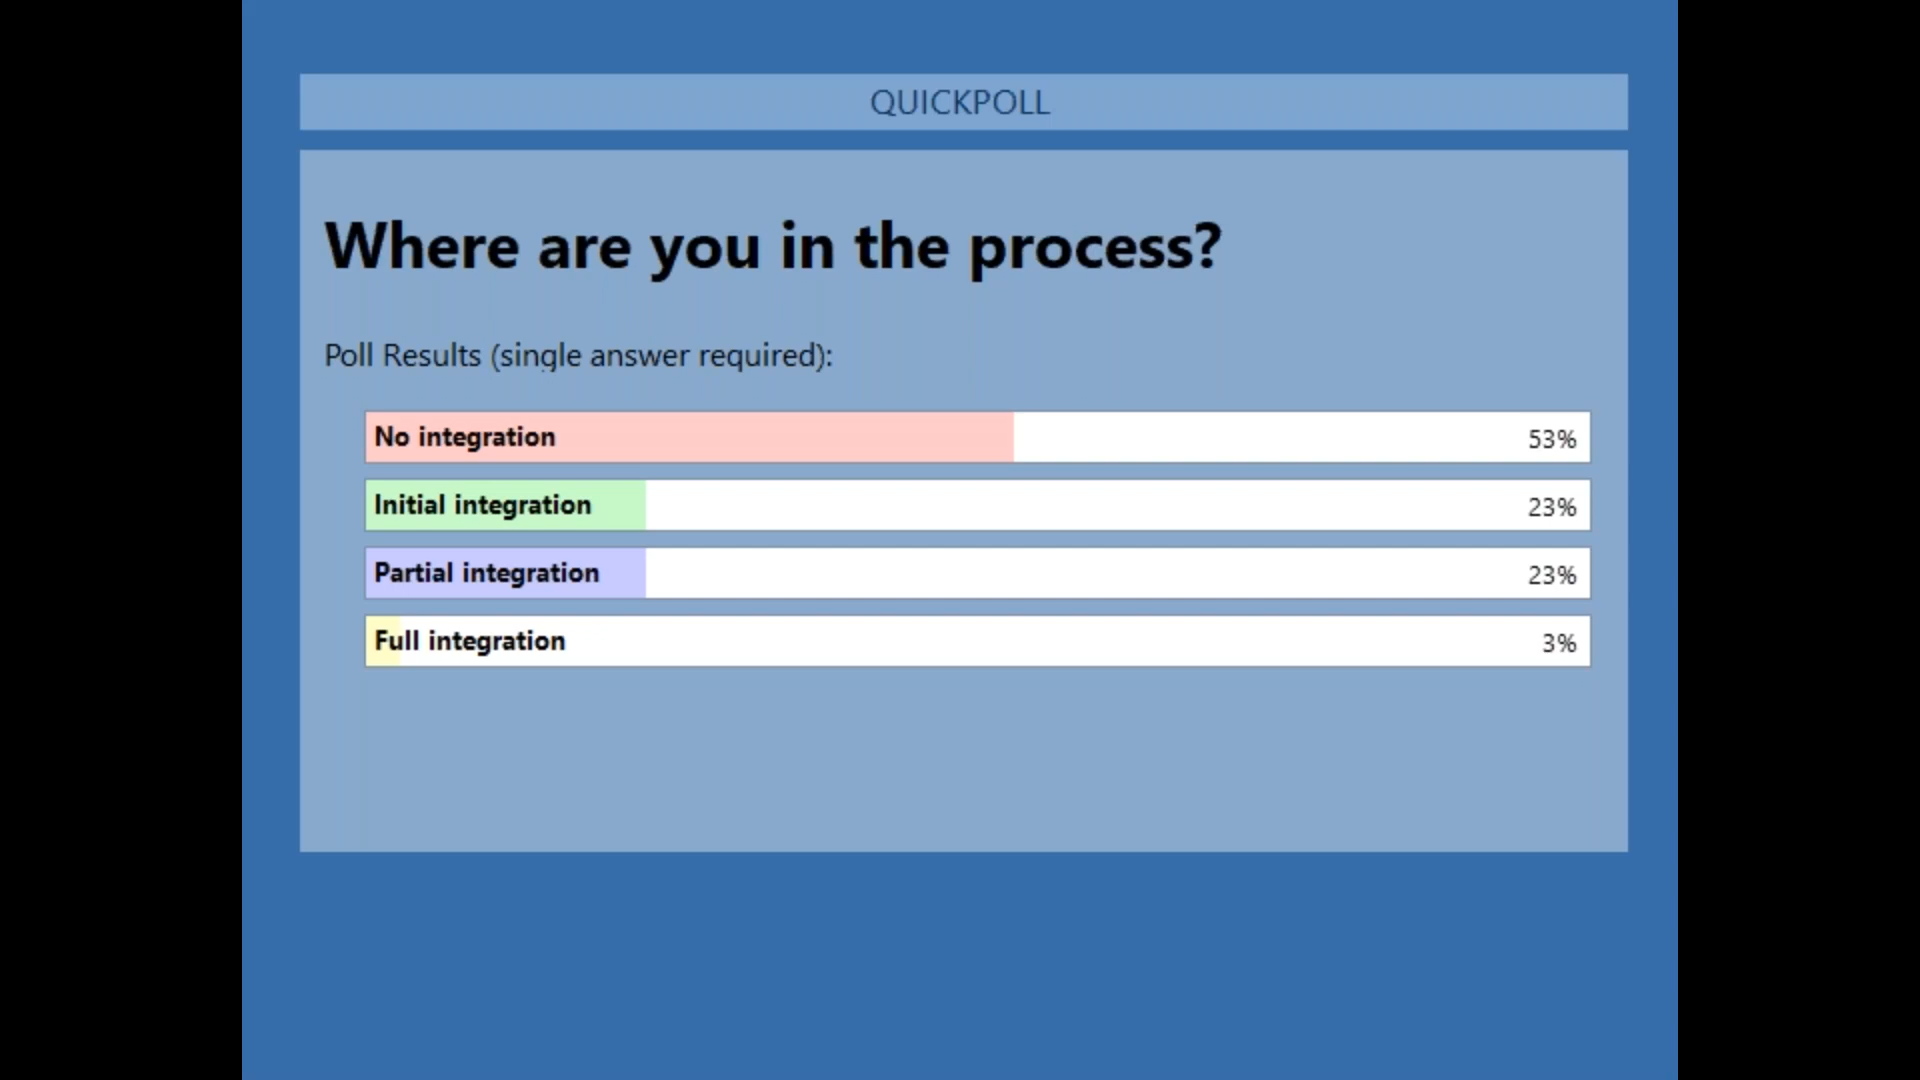 QUICKPOLL
Where are you in the process?
Poll Results (single answer required):
No integration 53%
Initial integration 23%
Partial integration 23%
Full integration 3%